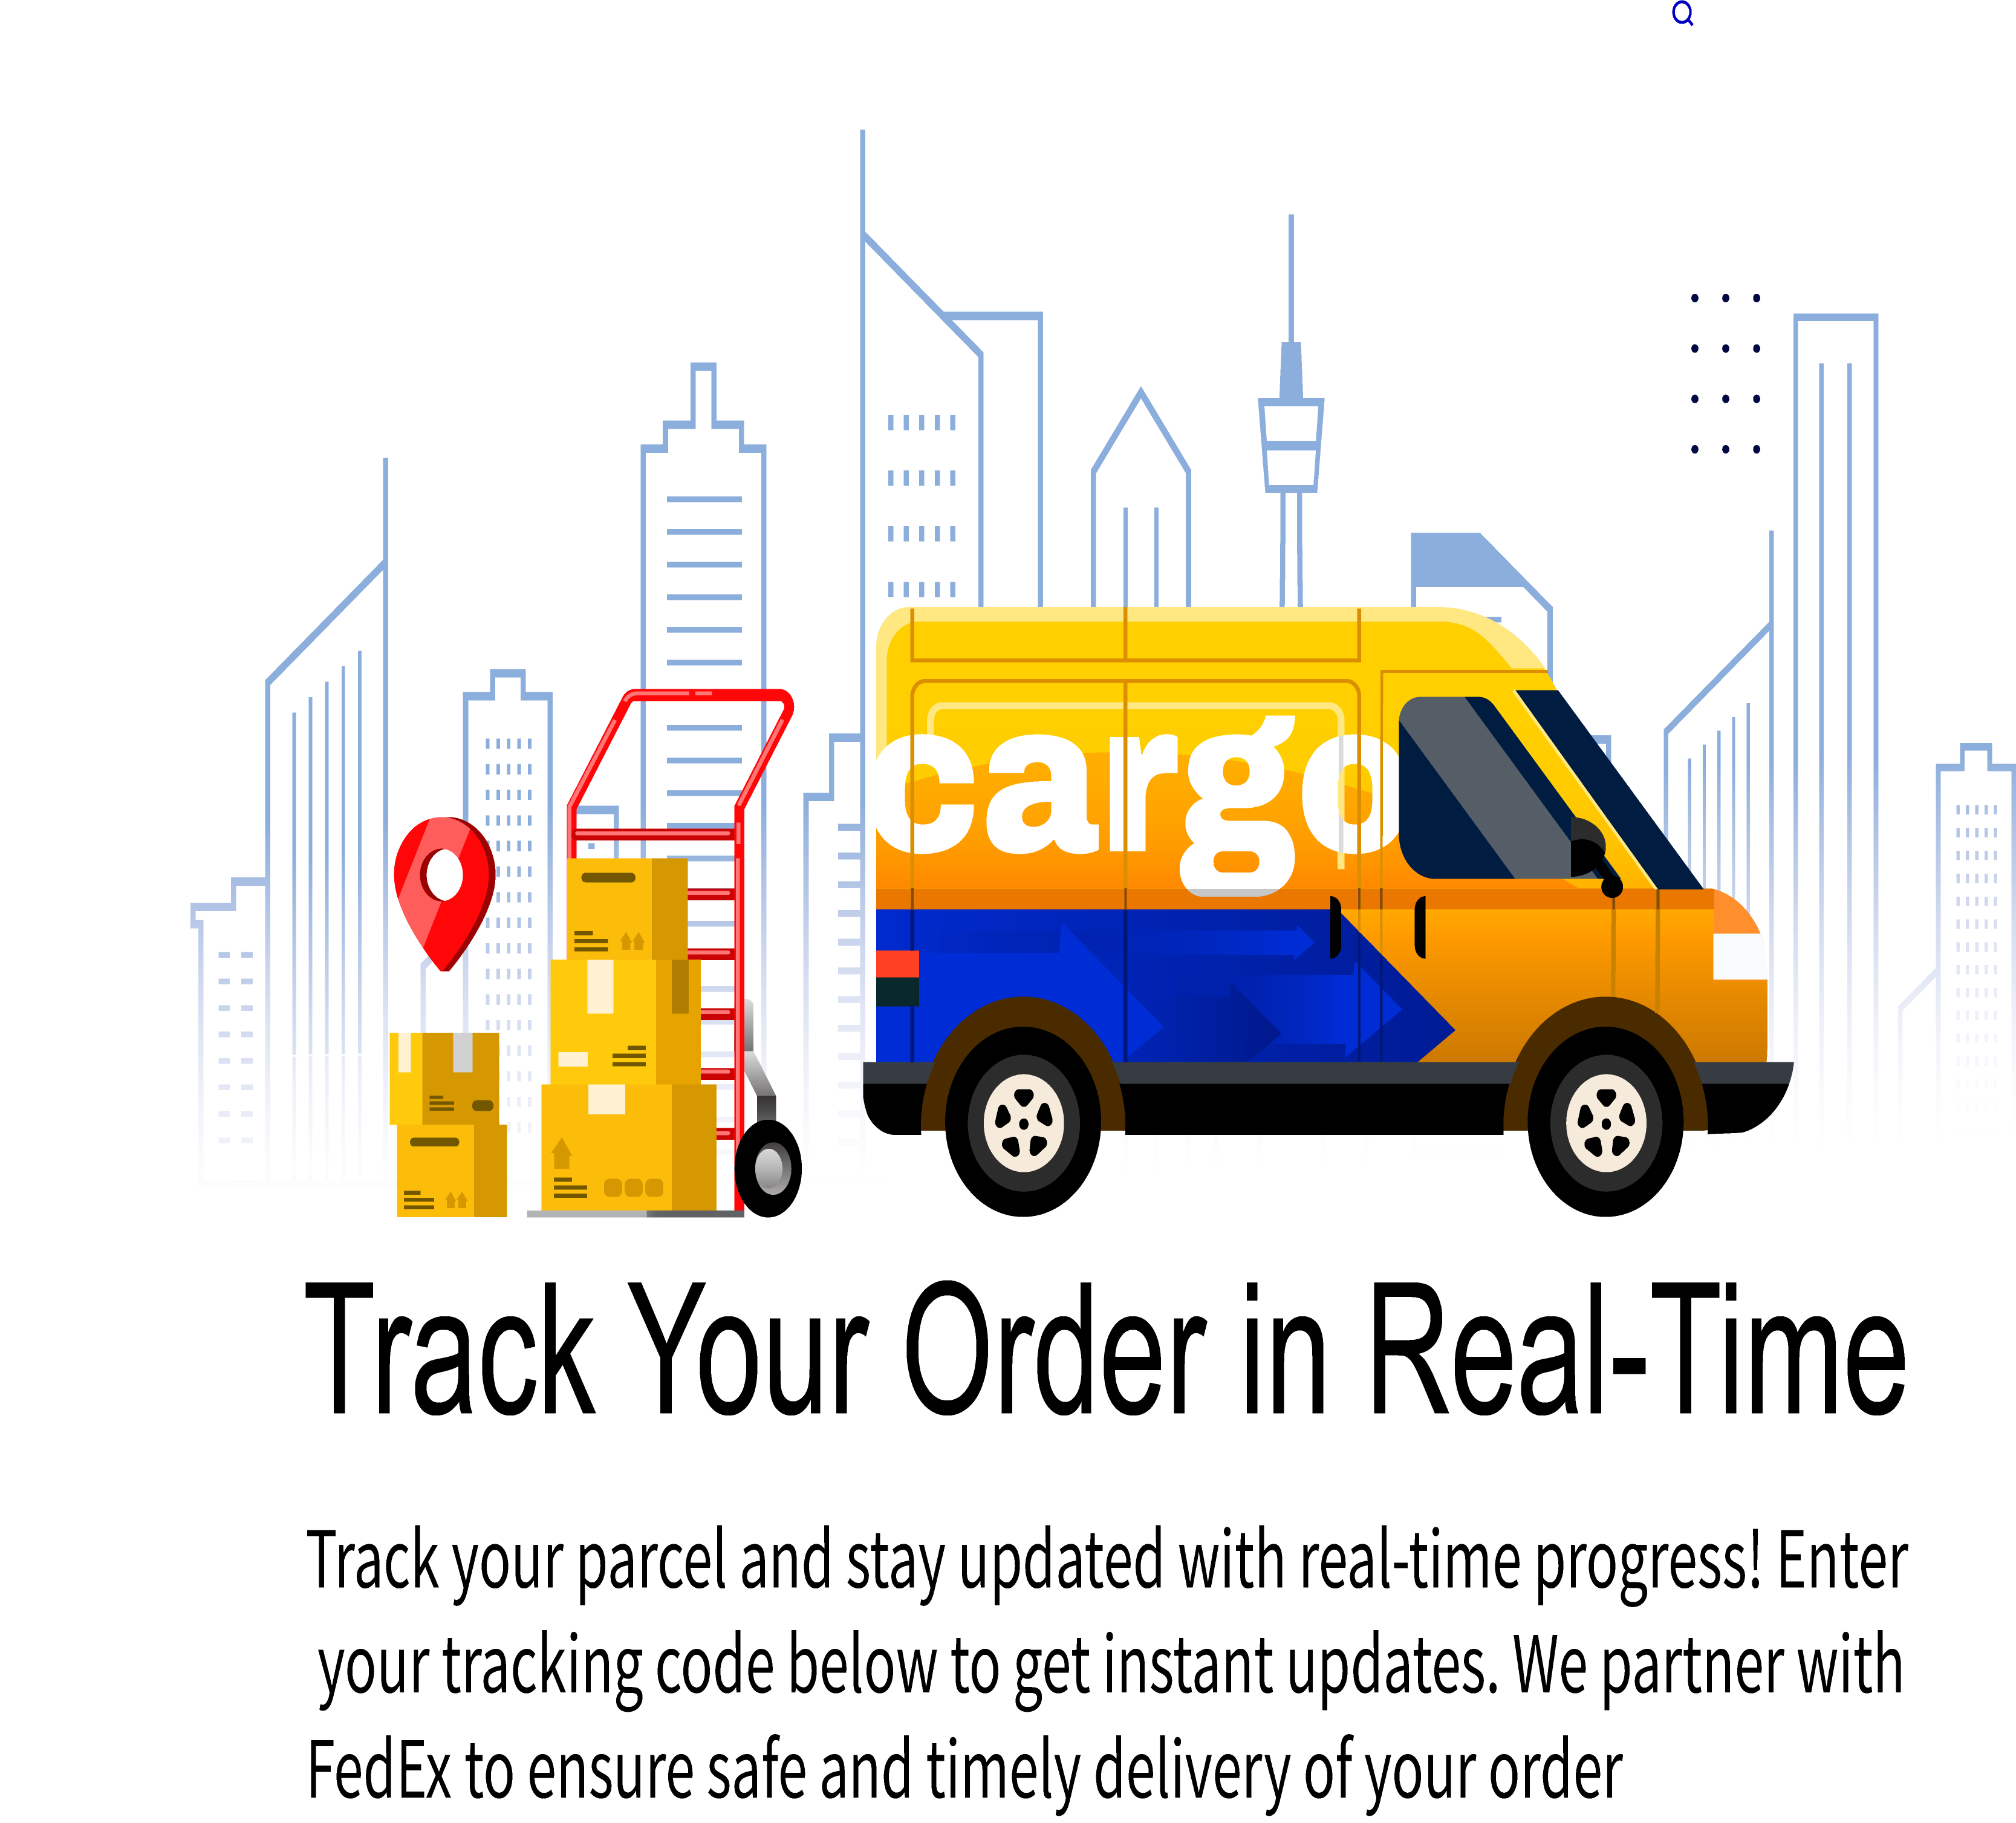 cargo
Track Your Order in Real-Time
Track your parcel and stay updated with real-time progress! Enter
your tracking code below to get instant updates. We partner with
FedEx to ensure safe and timely delivery of your order